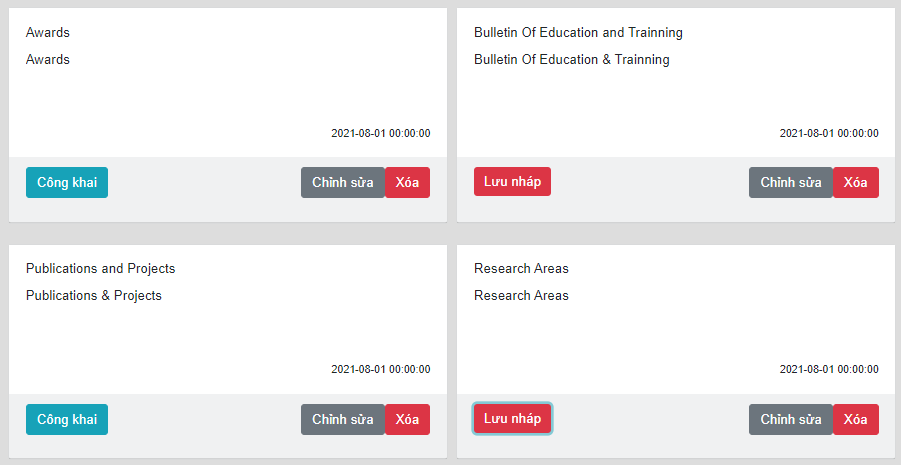 Awards
Awards
2021-08-01 00:00:00
Công khai
Chỉnh sửa
Xóa
Bulletin Of Education and Trainning
Bulletin Of Education & Trainning
2021-08-01 00:00:00
Lưu nháp
Chỉnh sửa
Xóa
Publications and Projects
Publications & Projects
2021-08-01 00:00:00
Công khai
Chỉnh sửa
Xóa
Research Areas
Research Areas
2021-08-01 00:00:00
Lưu nháp
Chỉnh sửa
Xóa